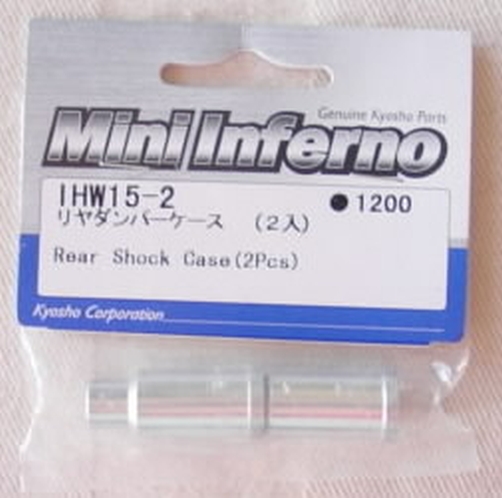 Genuine Kyosho Parts
Mini Inferno
IHW15-2
●1200
リヤダンパーケース (2入)
Rear Shock Case(2Pcs)
Kyosho Corporation